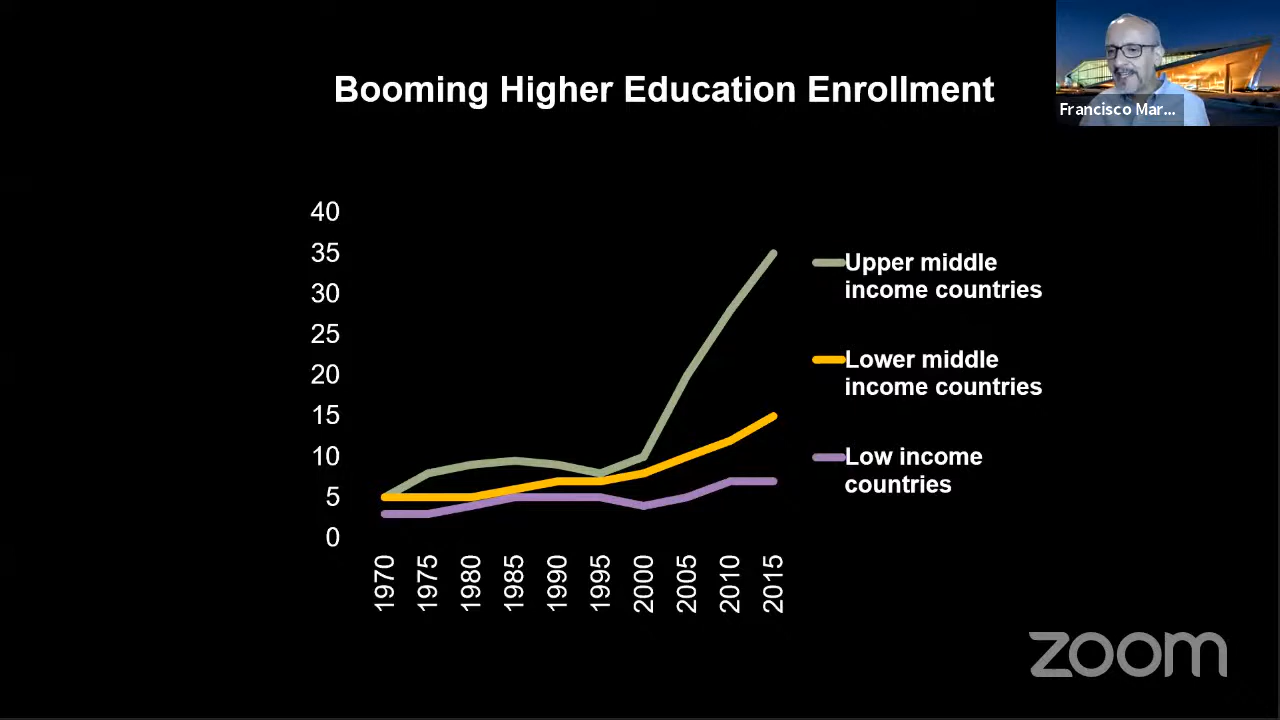 Booming Higher Education Enrollment
Francisco Mar...
40
35
30
25
20
15
10
5
0
1970
1975
1980
1985
1990
1995
2000
2005
2010
2015
Upper middle
income countries
Lower middle
income countries
Low income
countries
zoom